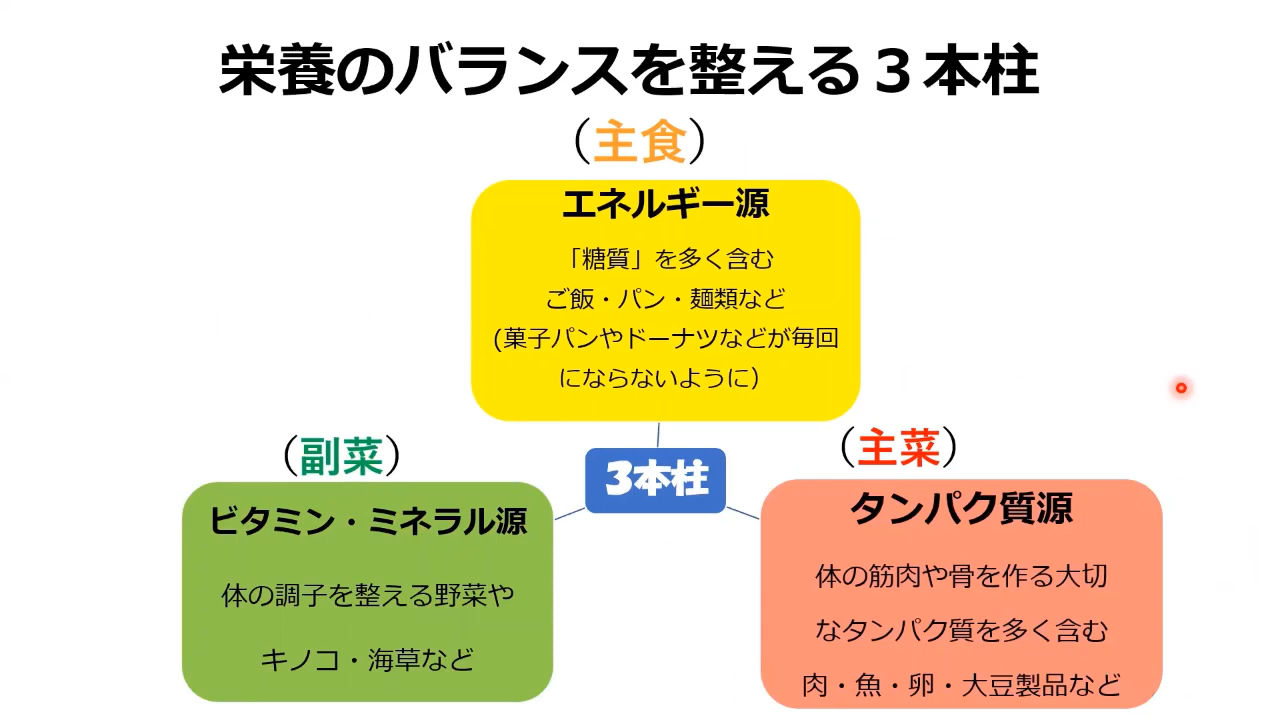 栄養のバランスを整える３本柱
（主食）
エネルギー源
「糖質」を多く含む
ご飯・パン・麺類など
(菓子パンやドーナツなどが毎回
にならないように）
3本柱
（副菜）
ビタミン・ミネラル源
体の調子を整える野菜や
キノコ・海草など
（主菜）
タンパク質源
体の筋肉や骨を作る大切
なタンパク質を多く含む
肉・魚・卵・大豆製品など